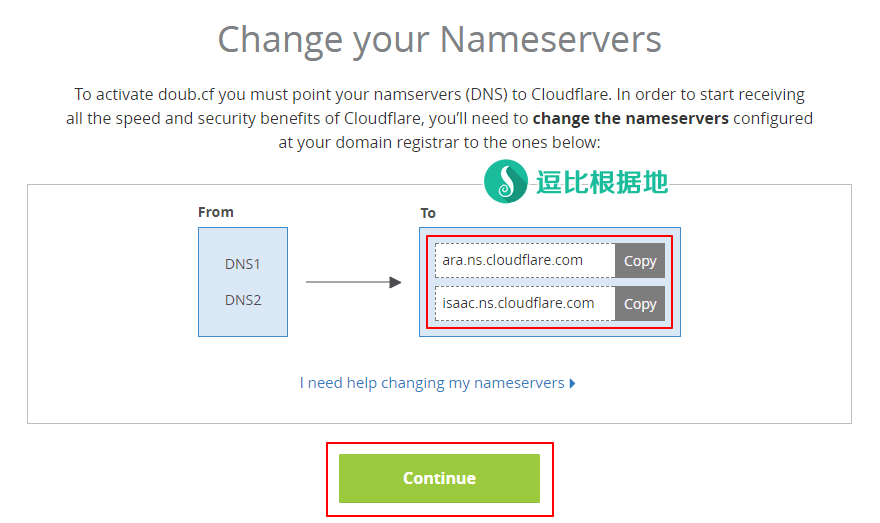 Change your Nameservers
To activate doub.cf you must point your namservers (DNS) to Cloudflare. In order to start receiving
all the speed and security benefits of Cloudflare, you'll need to change the nameservers configured
at your domain registrar to the ones below:
逗比根据地
From
To
DNS1
DNS2
ara.ns.cloudflare.com Copy
isaac.ns.cloudflare.com Copy
I need help changing my nameservers
Continue